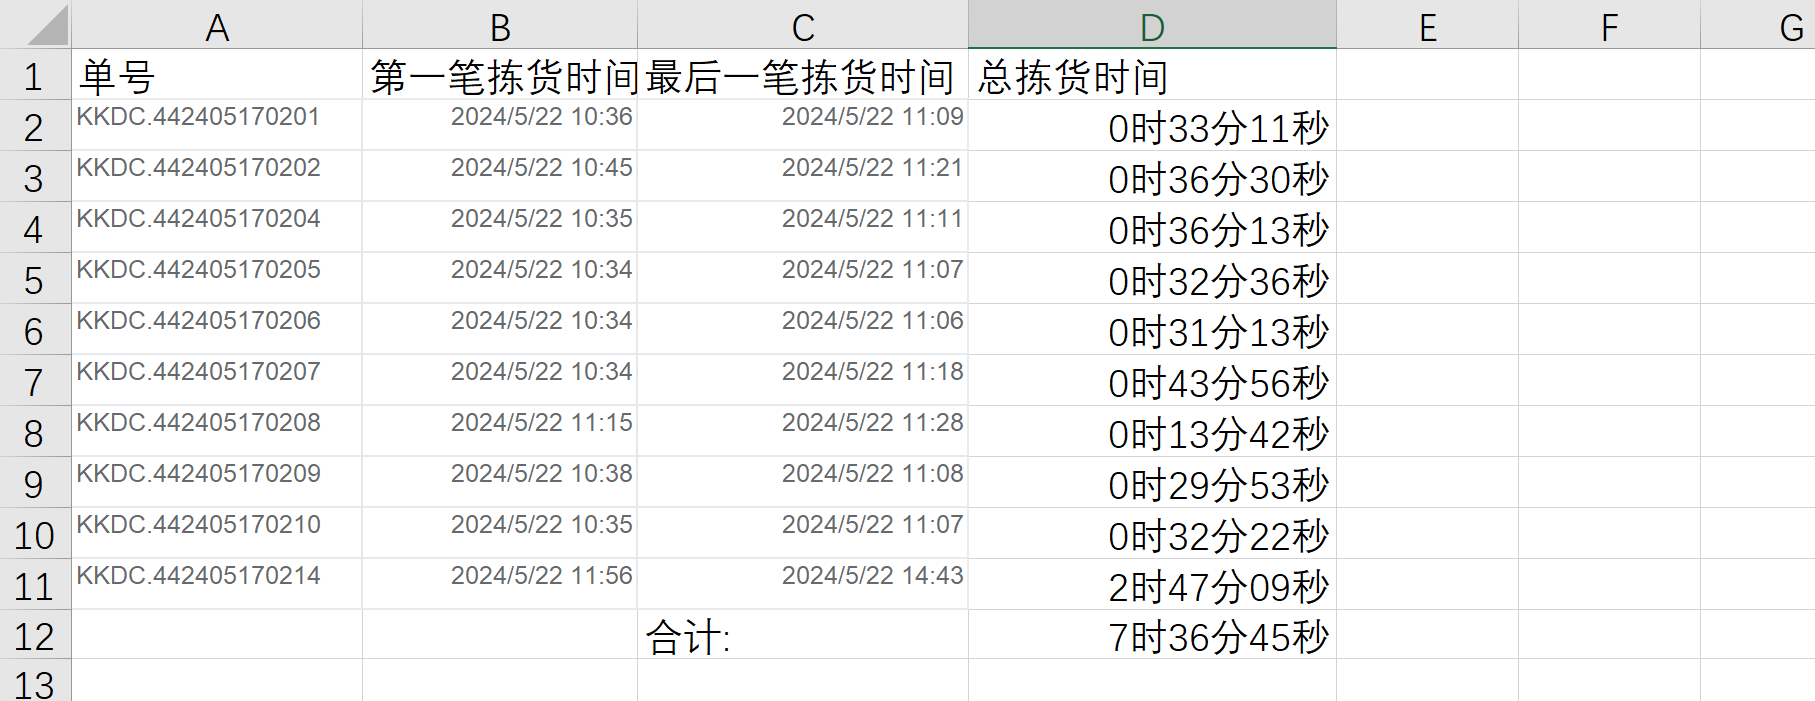 A B C D E F G
1 单号 第一笔拣货时间 最后一笔拣货时间 总拣货时间
2 KKDC.442405170201 2024/5/22 10:36 2024/5/22 11:09 0时33分11秒
3 KKDC.442405170202 2024/5/22 10:45 2024/5/22 11:21 0时36分30秒
4 KKDC.442405170204 2024/5/22 10:35 2024/5/22 11:11 0时36分13秒
5 KKDC.442405170205 2024/5/22 10:34 2024/5/22 11:07 0时32分36秒
6 KKDC.442405170206 2024/5/22 10:34 2024/5/22 11:06 0时31分13秒
7 KKDC.442405170207 2024/5/22 10:34 2024/5/22 11:18 0时43分56秒
8 KKDC.442405170208 2024/5/22 11:15 2024/5/22 11:28 0时13分42秒
9 KKDC.442405170209 2024/5/22 10:38 2024/5/22 11:08 0时29分53秒
10 KKDC.442405170210 2024/5/22 10:35 2024/5/22 11:07 0时32分22秒
11 KKDC.442405170214 2024/5/22 11:56 2024/5/22 14:43 2时47分09秒
12 合计: 7时36分45秒
13